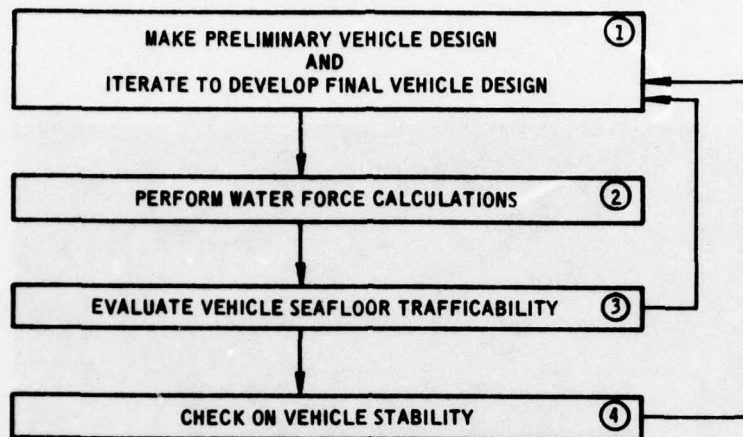 MAKE PRELIMINARY VEHICLE DESIGN ①
AND
ITERATE TO DEVELOP FINAL VEHICLE DESIGN
PERFORM WATER FORCE CALCULATIONS ②
EVALUATE VEHICLE SEAFLOOR TRAFFICABILITY ③
CHECK ON VEHICLE STABILITY ④